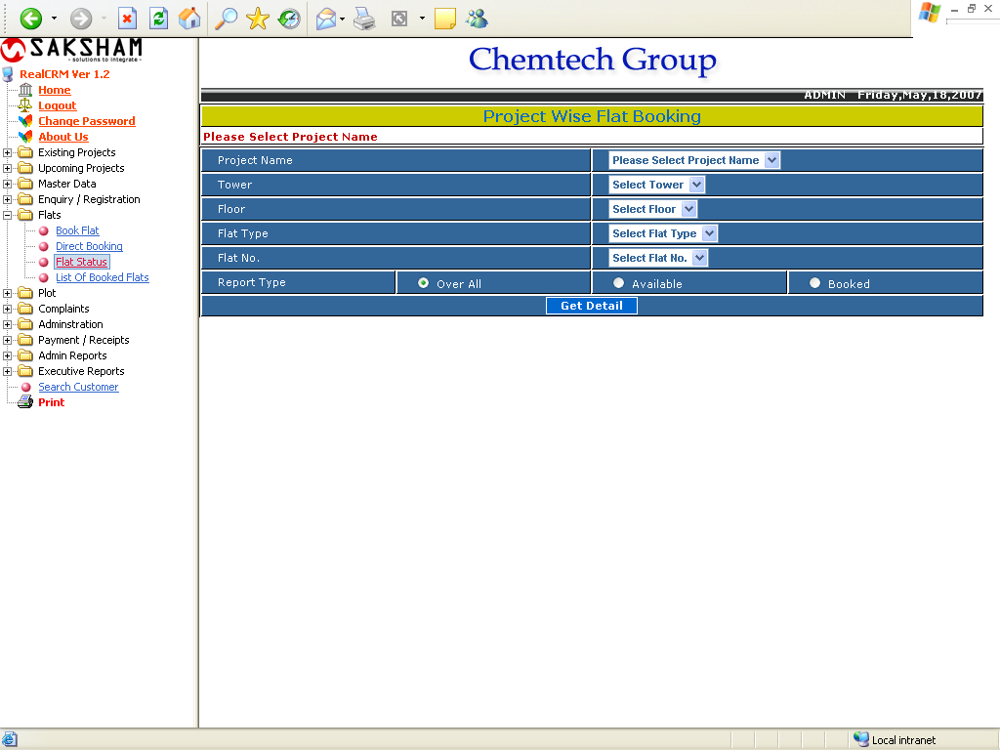 SAKSHAM
- solutions to integrate -
RealCRM Ver 1.2
Home
Logout
Change Password
About Us
Existing Projects
Upcoming Projects
Master Data
Enquiry / Registration
Flats
Book Flat
Direct Booking
Flat Status
List Of Booked Flats
Plot
Complaints
Adminstration
Payment / Receipts
Admin Reports
Executive Reports
Search Customer
Print
Chemtech Group
ADMIN Friday,May,18,2007
Project Wise Flat Booking
Please Select Project Name
Project Name Please Select Project Name
Tower Select Tower
Floor Select Floor
Flat Type Select Flat Type
Flat No. Select Flat No.
Report Type Over All Available Booked
Get Detail
Local intranet